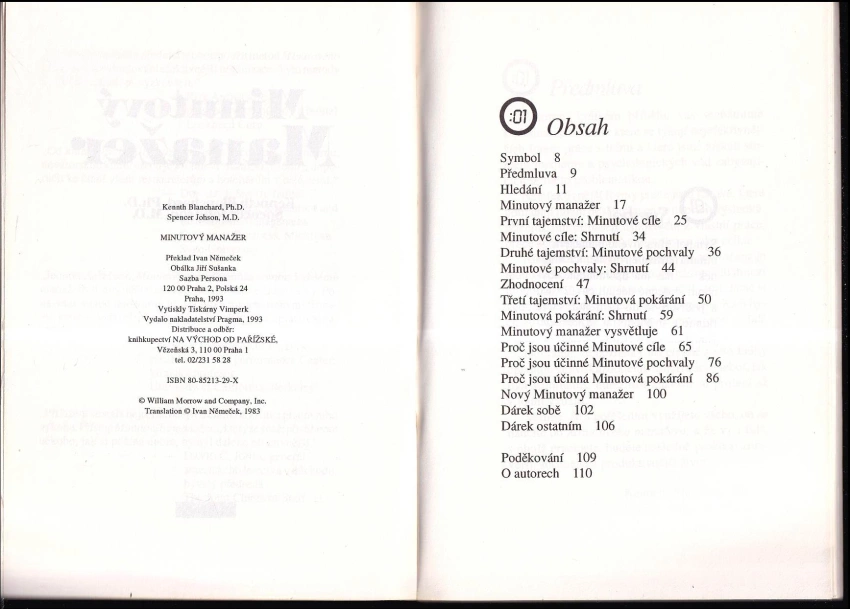 Kennth Blanchard, Ph.D.
Spencer Johson, M.D.
MINUTOVÝ MANAŽER
Překlad Ivan Němeček
Obálka Jiří Sušanka
Sazba Persona
120 00 Praha 2, Polská 24
Praha, 1993
Vytiskly Tiskárny Vimperk
Vydalo nakladatelství Pragma, 1993
Distribuce a odběr:
knihkupectví NA VÝCHOD OD PAŘÍŽSKÉ,
Vězeňská 3, 110 00 Praha 1
tel. 02/231 58 28
ISBN 80-85213-29-X
© William Morrow and Company, Inc.
Translation © Ivan Němeček, 1983
:01 Obsah
Symbol 8
Předmluva 9
Hledání 11
Minutový manažer 17
První tajemství: Minutové cíle 25
Minutové cíle: Shrnutí 34
Druhé tajemství: Minutové pochvaly 36
Minutové pochvaly: Shrnutí 44
Zhodnocení 47
Třetí tajemství: Minutová pokárání 50
Minutová pokárání: Shrnutí 59
Minutový manažer vysvětluje 61
Proč jsou účinné Minutové cíle 65
Proč jsou účinné Minutové pochvaly 76
Proč jsou účinná Minutová pokárání 86
Nový Minutový manažer 100
Dárek sobě 102
Dárek ostatním 106
Poděkování 109
O autorech 110